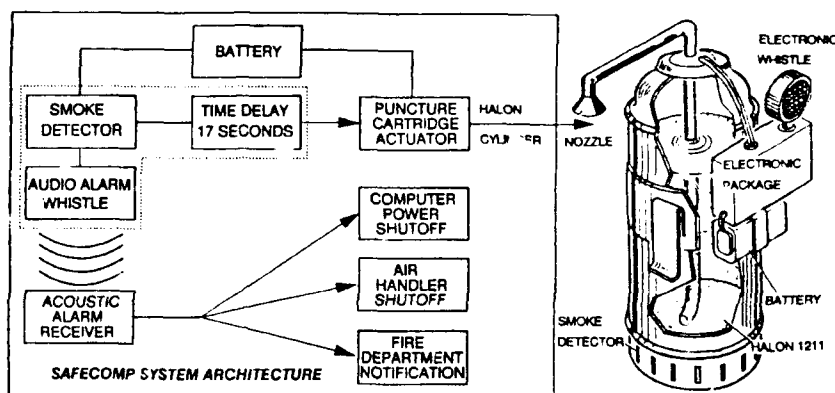 BATTERY
SMOKE
DETECTOR
TIME DELAY
17 SECONDS
PUNCTURE
CARTRIDGE
ACTUATOR
HALON
NOZZLE
AUDIO ALARM
WHISTLE
COMPUTER
POWER
SHUTOFF
AIR
HANDLER
SHUTOFF
ACOUSTIC
ALARM
RECEIVER
FIRE
DEPARTMENT
NOTIFICATION
SAFECOMP SYSTEM ARCHITECTURE
ELECTRONIC
WHISTLE
ELECTRONIC
PACKAGE
BATTERY
SMOKE
DETECTOR
HALON 1211